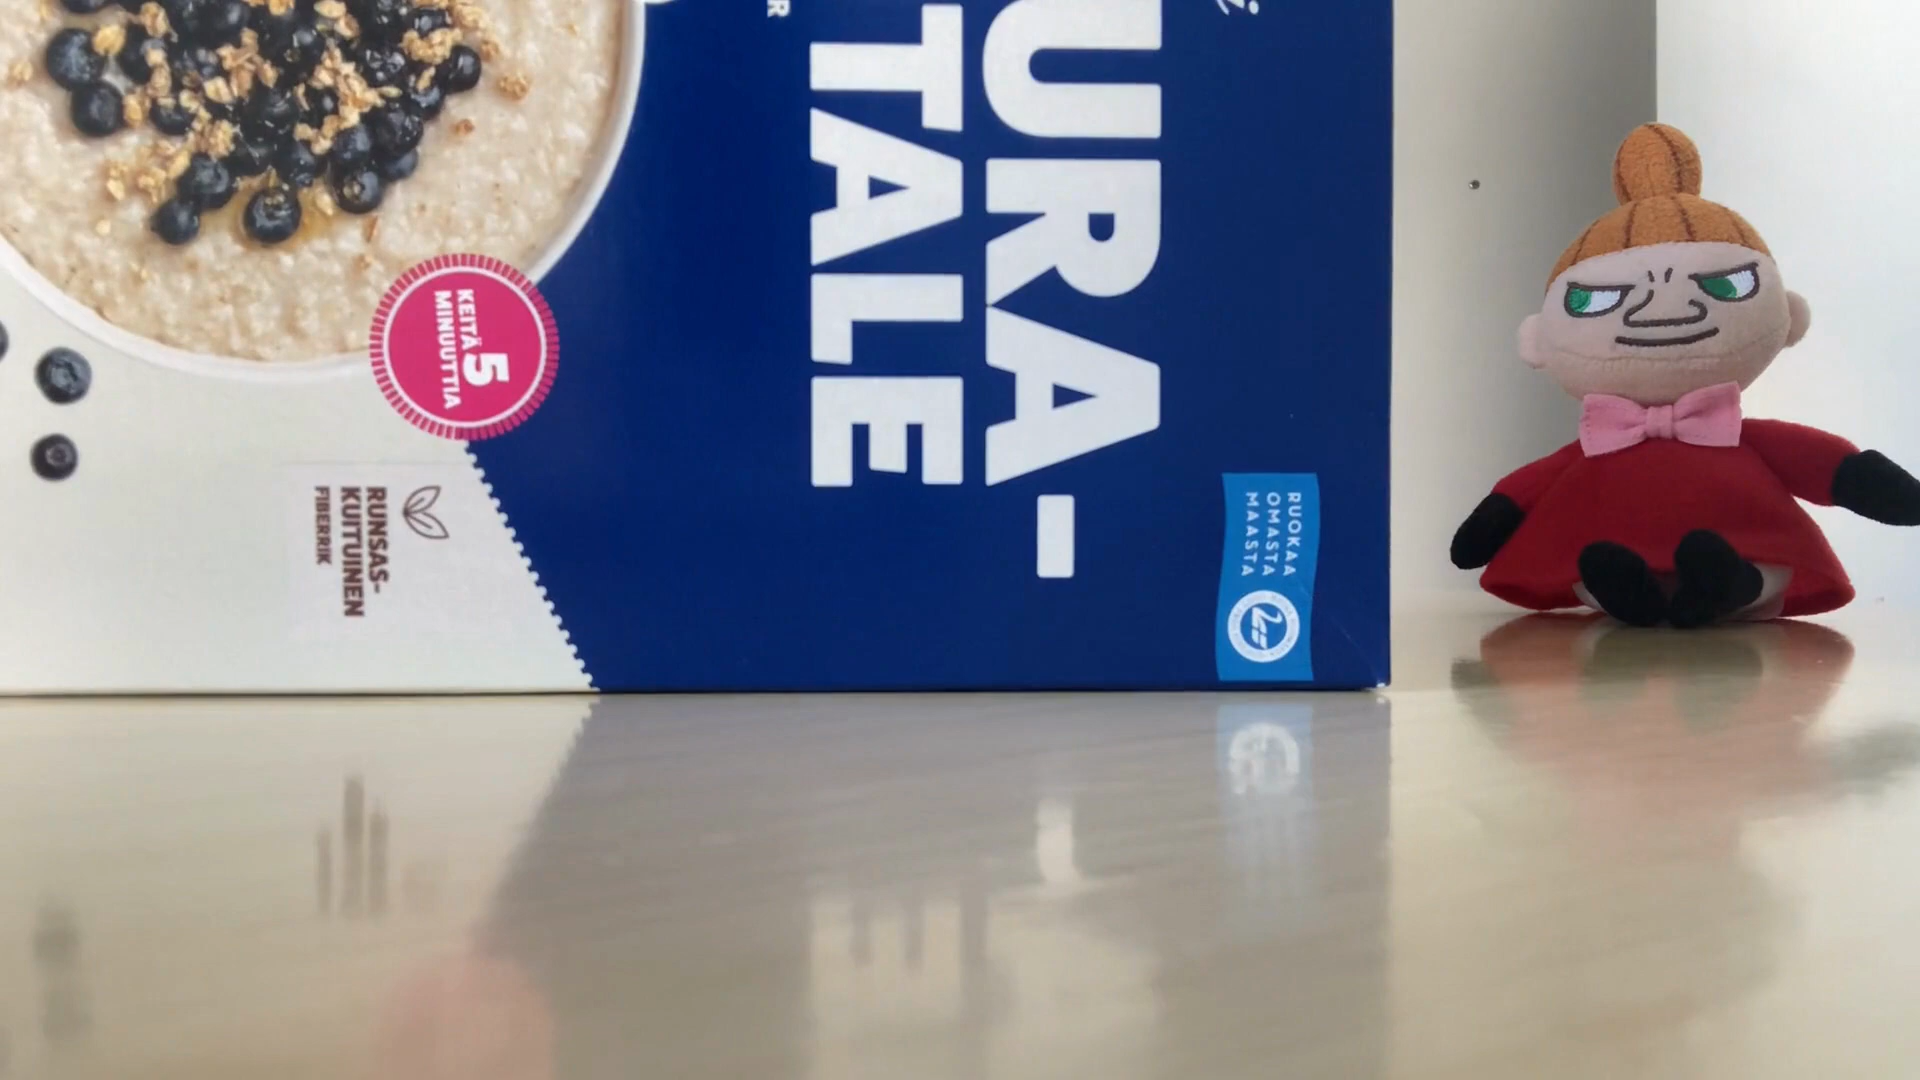 URA-
TALE
R
KEITÄ 5
MINUUTTIA
RUNSAS-
KUITUINEN
FIBERRIK
RUOKAA
OMASTA
MAASTA